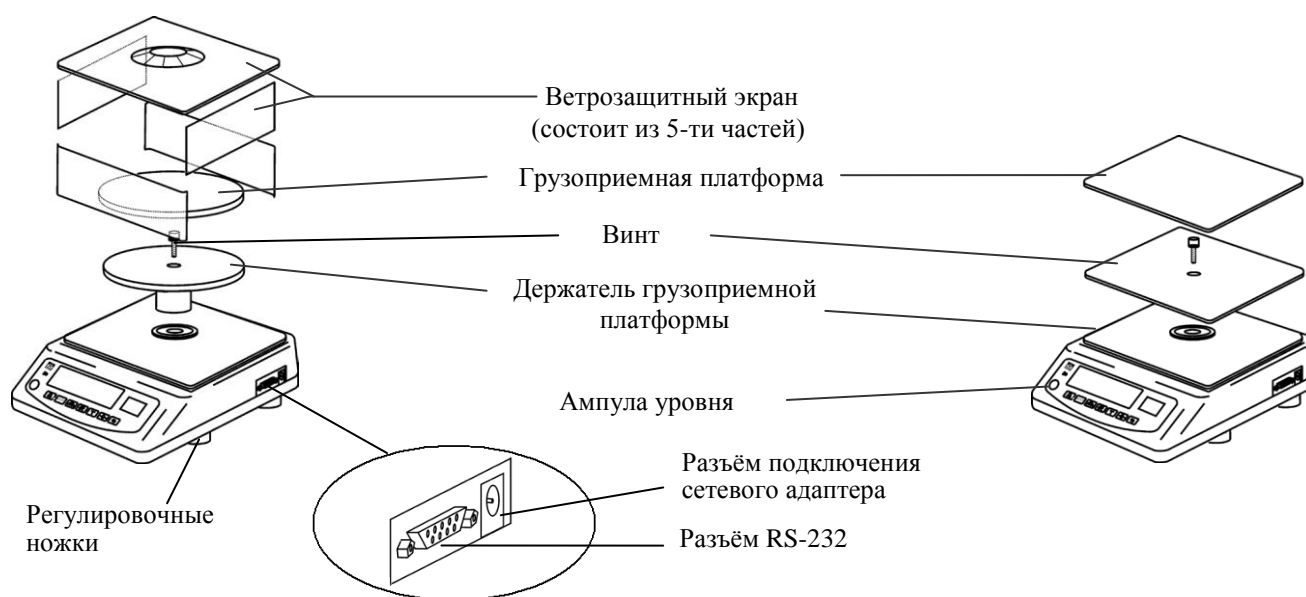 Ветрозащитный экран
(состоит из 5-ти частей)
Грузоприемная платформа
Винт
Держатель грузоприемной
платформы
Ампула уровня
Разъём подключения
сетевого адаптера
Разъём RS-232
Регулировочные
ножки